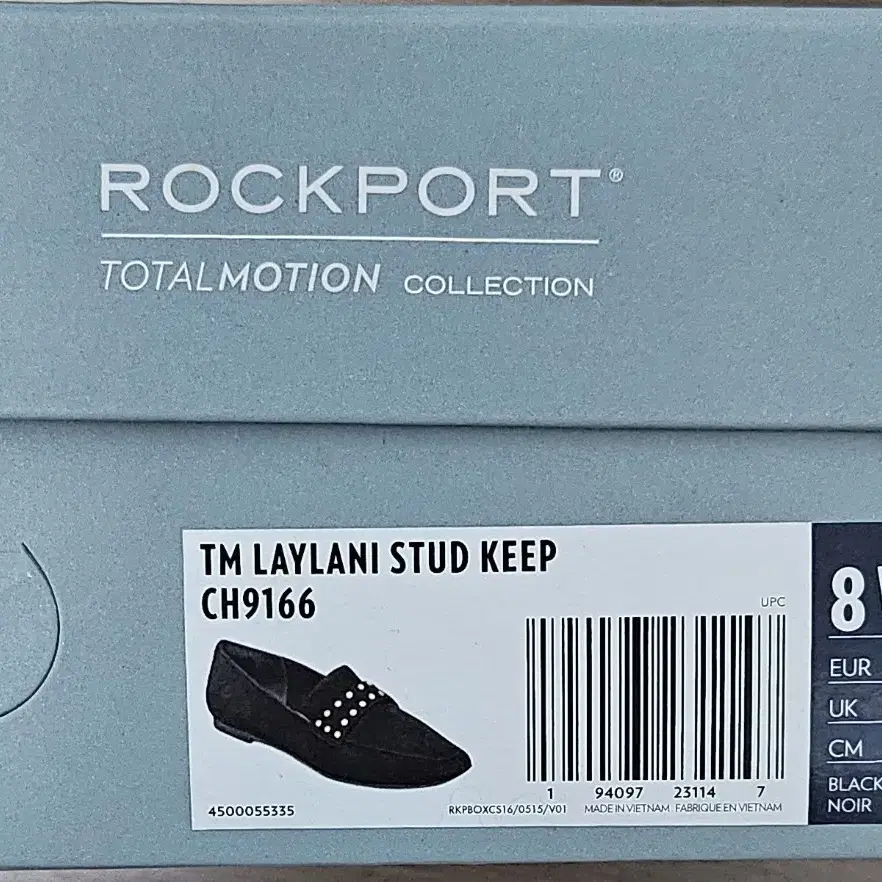 ROCKPORT®
TOTALMOTION COLLECTION
TM LAYLANI STUD KEEP
CH9166
UPC
1 94097 23114 7
4500055335
RKPBOXCS16/0515/V01
MADE IN VIETNAM FABRIQUE EN VIETNAM
8
EUR
UK
CM
BLACK
NOIR